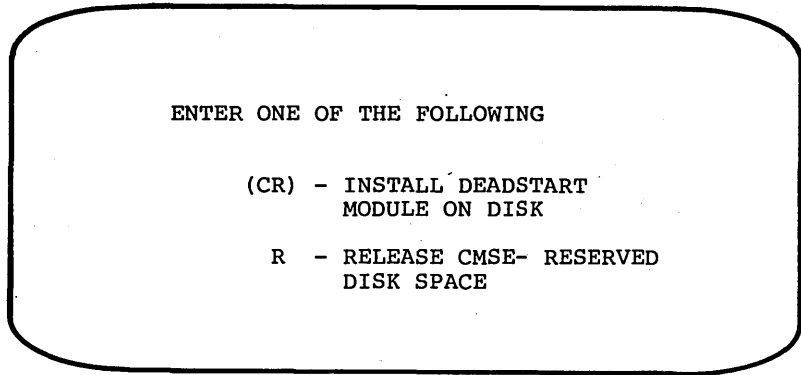 ENTER ONE OF THE FOLLOWING
(CR) - INSTALL DEADSTART
MODULE ON DISK
R - RELEASE CMSE- RESERVED
DISK SPACE